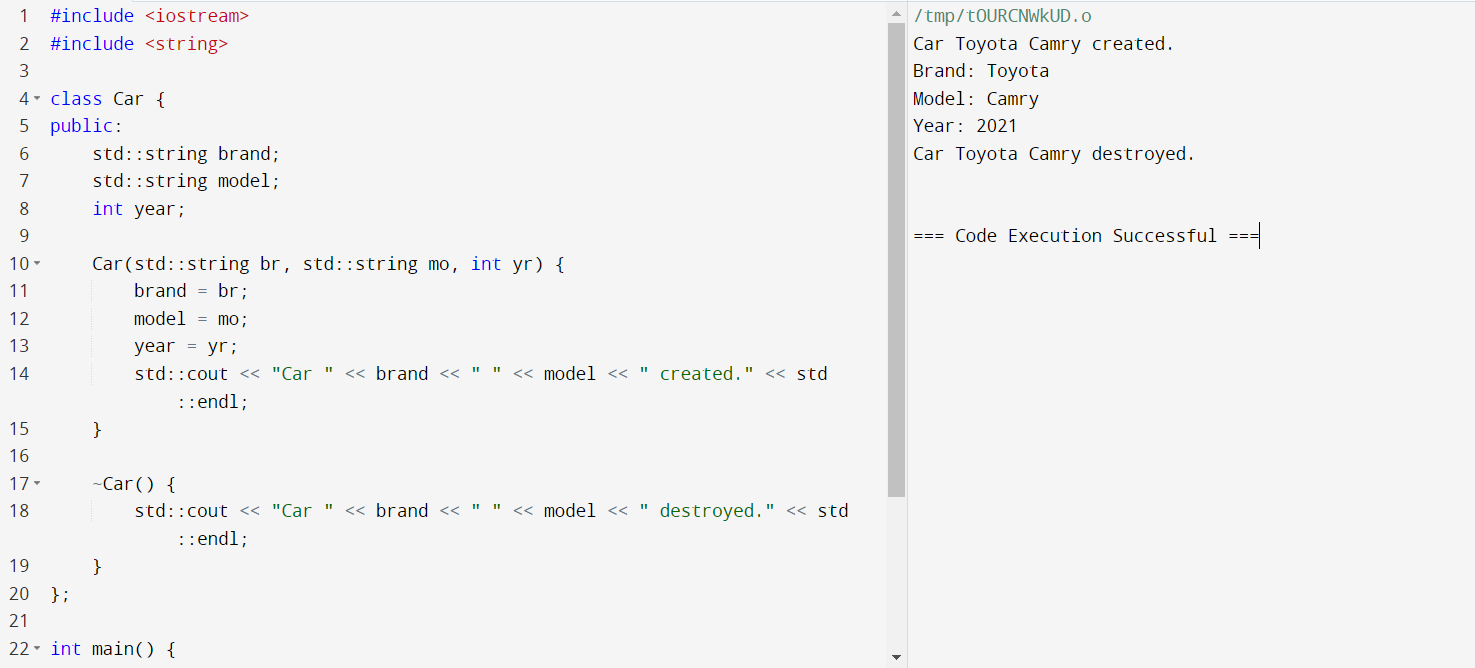 1 #include <iostream>
2 #include <string>
3
4 class Car {
5 public:
6     std::string brand;
7     std::string model;
8     int year;
9
10     Car(std::string br, std::string mo, int yr) {
11         brand = br;
12         model = mo;
13         year = yr;
14         std::cout << "Car " << brand << " " << model << " created." << std
            ::endl;
15     }
16
17     ~Car() {
18         std::cout << "Car " << brand << " " << model << " destroyed." << std
            ::endl;
19     }
20 };
21
22 int main() {
/tmp/tOURCNWkUD.o
Car Toyota Camry created.
Brand: Toyota
Model: Camry
Year: 2021
Car Toyota Camry destroyed.
=== Code Execution Successful ===